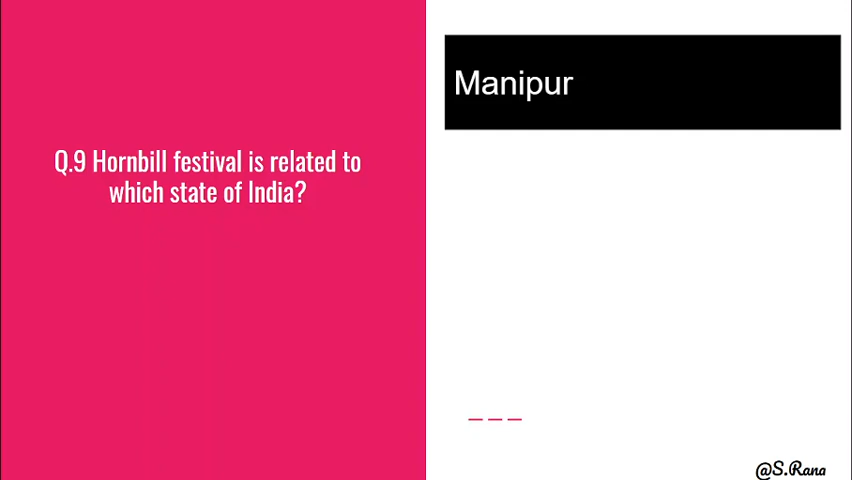 Q.9 Hornbill festival is related to
which state of India?
Manipur
@S.Rana